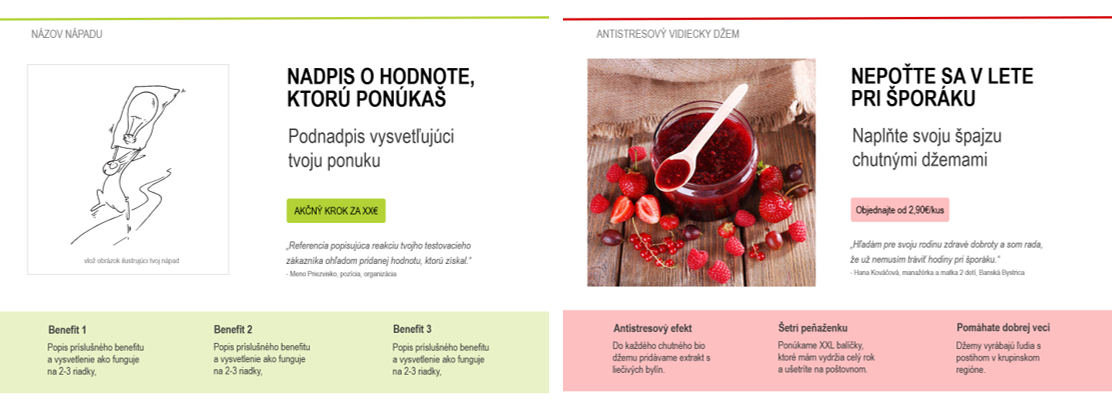 NÁZOV NÁPADU
NADPIS O HODNOTE,
KTORÚ PONÚKAŠ
Podnadpis vysvetľujúci
tvoju ponuku
AKČNÝ KROK ZA XX€
„Referencia popisujúca reakciu tvojho testovacieho
zákazníka ohľadom pridanej hodnotu, ktorú získal.“
- Meno Priezvisko, pozícia, organizácia
vlož obrázok ilustrujúci tvoj nápad
Benefit 1
Popis príslušného benefitu
a vysvetlenie ako funguje
na 2-3 riadky,
Benefit 2
Popis príslušného benefitu
a vysvetlenie ako funguje
na 2-3 riadky,
Benefit 3
Popis príslušného benefitu
a vysvetlenie ako funguje
na 2-3 riadky,
ANTISTRESOVÝ VIDIECKY DŽEM
NEPOŤTE SA V LETE
PRI ŠPORÁKU
Naplňte svoju špajzu
chutnými džemami
Objednajte od 2,90€/kus
„Hľadám pre svoju rodinu zdravé dobroty a som rada,
že už nemusím tráviť hodiny pri šporáku.“
- Hana Kováčová, manažérka a matka 2 detí, Banská Bystrica
Antistresový efekt
Do každého chutného bio
džemu pridávame extrakt s
liečivých bylín.
Šetri peňaženku
Ponúkame XXL balíčky,
ktoré mám vydržia celý rok
a ušetríte na poštovnom.
Pomáhate dobrej veci
Džemy vyrábajú ľudia s
postihom v krupinskom
regióne.